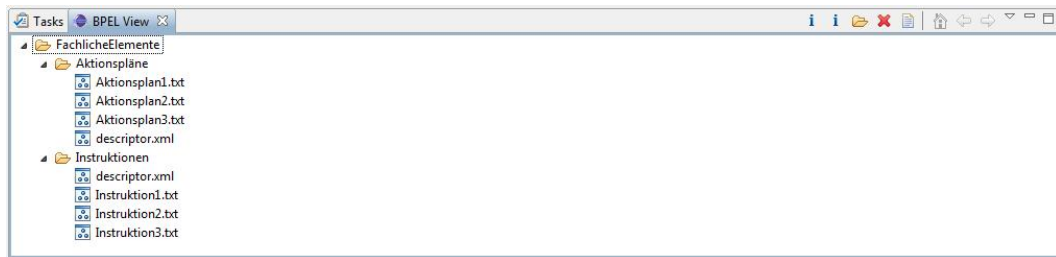 Tasks BPEL View
FachlicheElemente
Aktionspläne
Aktionsplan1.txt
Aktionsplan2.txt
Aktionsplan3.txt
descriptor.xml
Instruktionen
descriptor.xml
Instruktion1.txt
Instruktion2.txt
Instruktion3.txt